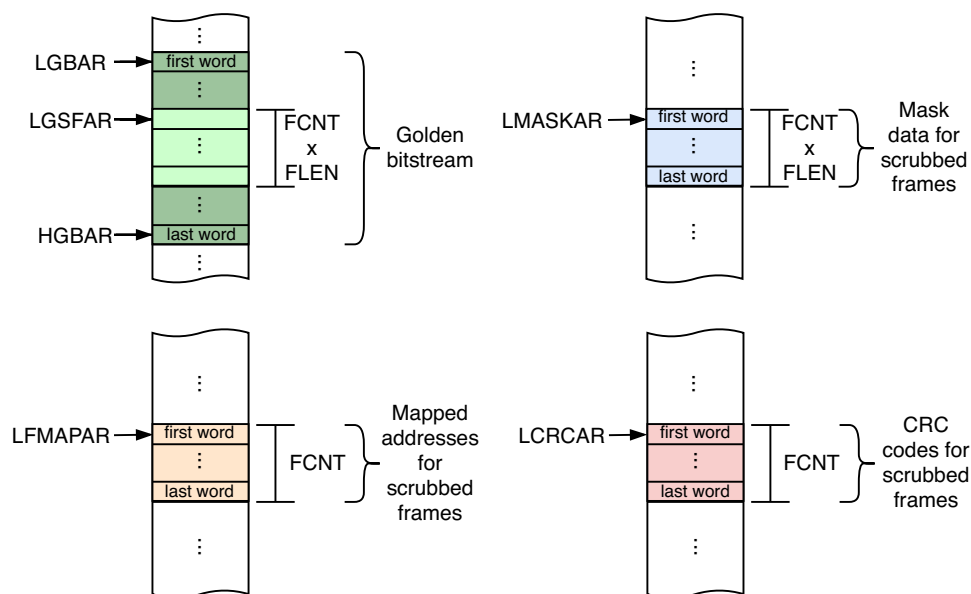 LGBAR
first word
LGSFAR
FCNT
x
FLEN
Golden
bitstream
HGBAR
last word
LMASKAR
first word
last word
FCNT
x
FLEN
Mask
data for
scrubbed
frames
LFMAPAR
first word
last word
FCNT
Mapped
addresses
for
scrubbed
frames
LCRCAR
first word
last word
FCNT
CRC
codes for
scrubbed
frames